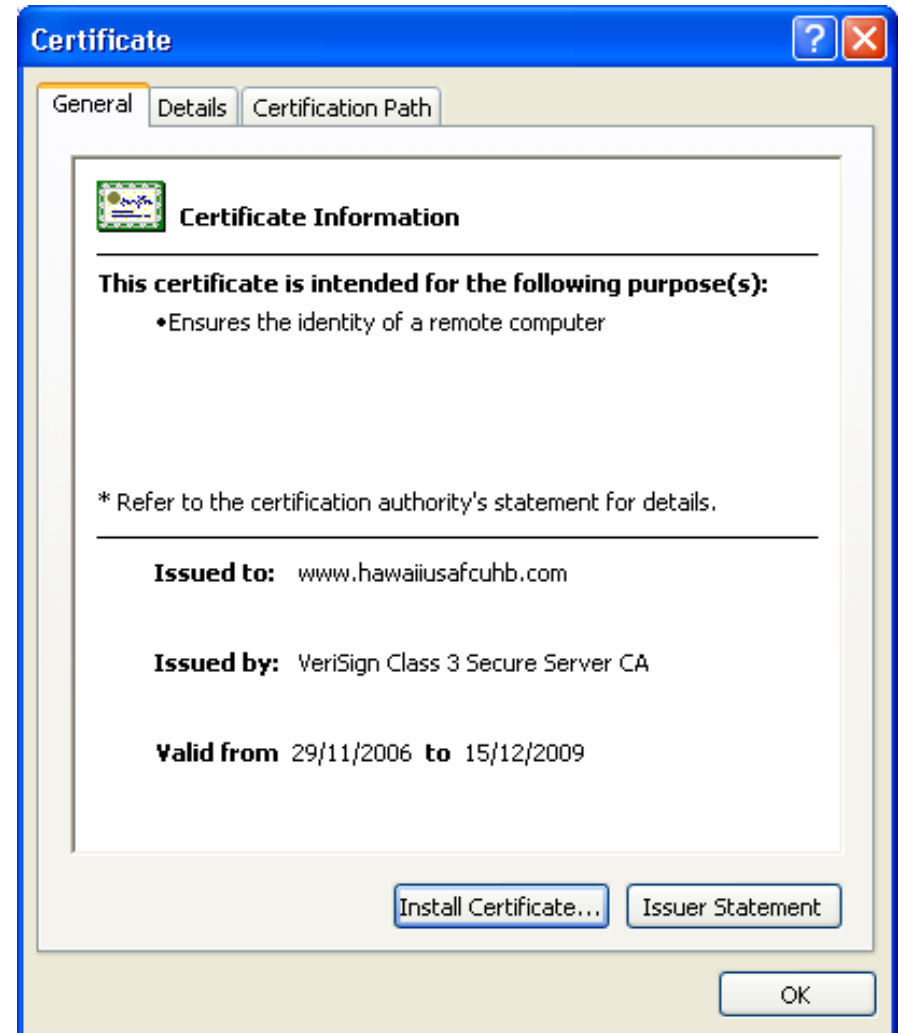 Certificate
General Details Certification Path
Certificate Information
This certificate is intended for the following purpose(s):
•Ensures the identity of a remote computer
* Refer to the certification authority's statement for details.
Issued to: www.hawaiiusafcuhb.com
Issued by: VeriSign Class 3 Secure Server CA
Valid from 29/11/2006 to 15/12/2009
Install Certificate... Issuer Statement
OK